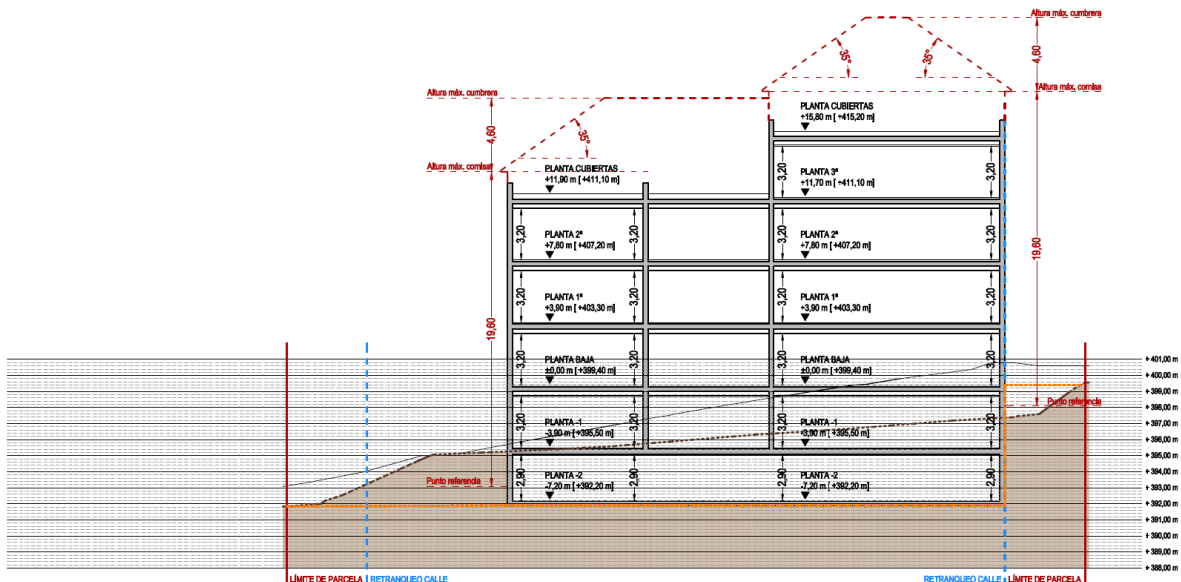 Altura máx. cumbrera
4,60
35°
35°
Altura máx. cornisa
Altura máx. cumbrera
4,60
35°
Altura máx. cornisa
PLANTA CUBIERTAS
+15,80 m [ +415,20 m]
PLANTA CUBIERTAS
+11,90 m [ +411,10 m]
3,20
PLANTA 3ª
+11,70 m [ +411,10 m]
3,20
19,60
19,60
3,20
PLANTA 2ª
+7,80 m [ +407,20 m]
3,20
3,20
PLANTA 2ª
+7,80 m [ +407,20 m]
3,20
3,20
PLANTA 1ª
+3,90 m [ +403,30 m]
3,20
3,20
PLANTA 1ª
+3,90 m [ +403,30 m]
3,20
3,20
PLANTA BAJA
±0,00 m [ +399,40 m]
3,20
3,20
PLANTA BAJA
±0,00 m [ +399,40 m]
3,20
3,20
PLANTA -1
-3,90 m [ +395,50 m]
3,20
3,20
PLANTA -1
-3,90 m [ +395,50 m]
3,20
2,90
PLANTA -2
-7,20 m [ +392,20 m]
2,90
2,90
PLANTA -2
-7,20 m [ +392,20 m]
2,90
Punto referencia
Punto referencia
+ 401,00 m
+ 400,00 m
+ 399,00 m
+ 398,00 m
+ 397,00 m
+ 396,00 m
+ 395,00 m
+ 394,00 m
+ 393,00 m
+ 392,00 m
+ 391,00 m
+ 390,00 m
+ 389,00 m
+ 388,00 m
LÍMITE DE PARCELA
RETRANQUEO CALLE
RETRANQUEO CALLE
LÍMITE DE PARCELA